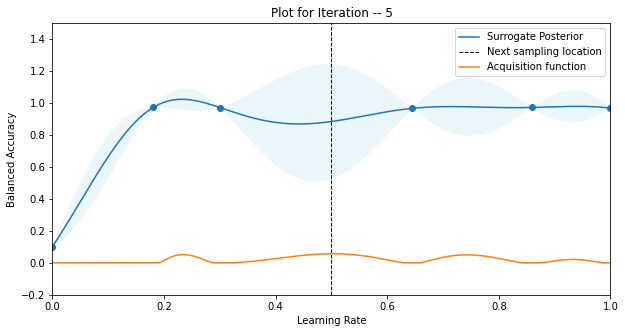 Plot for Iteration -- 5
Surrogate Posterior
Next sampling location
Acquisition function
Balanced Accuracy
1.4
1.2
1.0
0.8
0.6
0.4
0.2
0.0
−0.2
0.0
0.2
0.4
0.6
0.8
1.0
Learning Rate